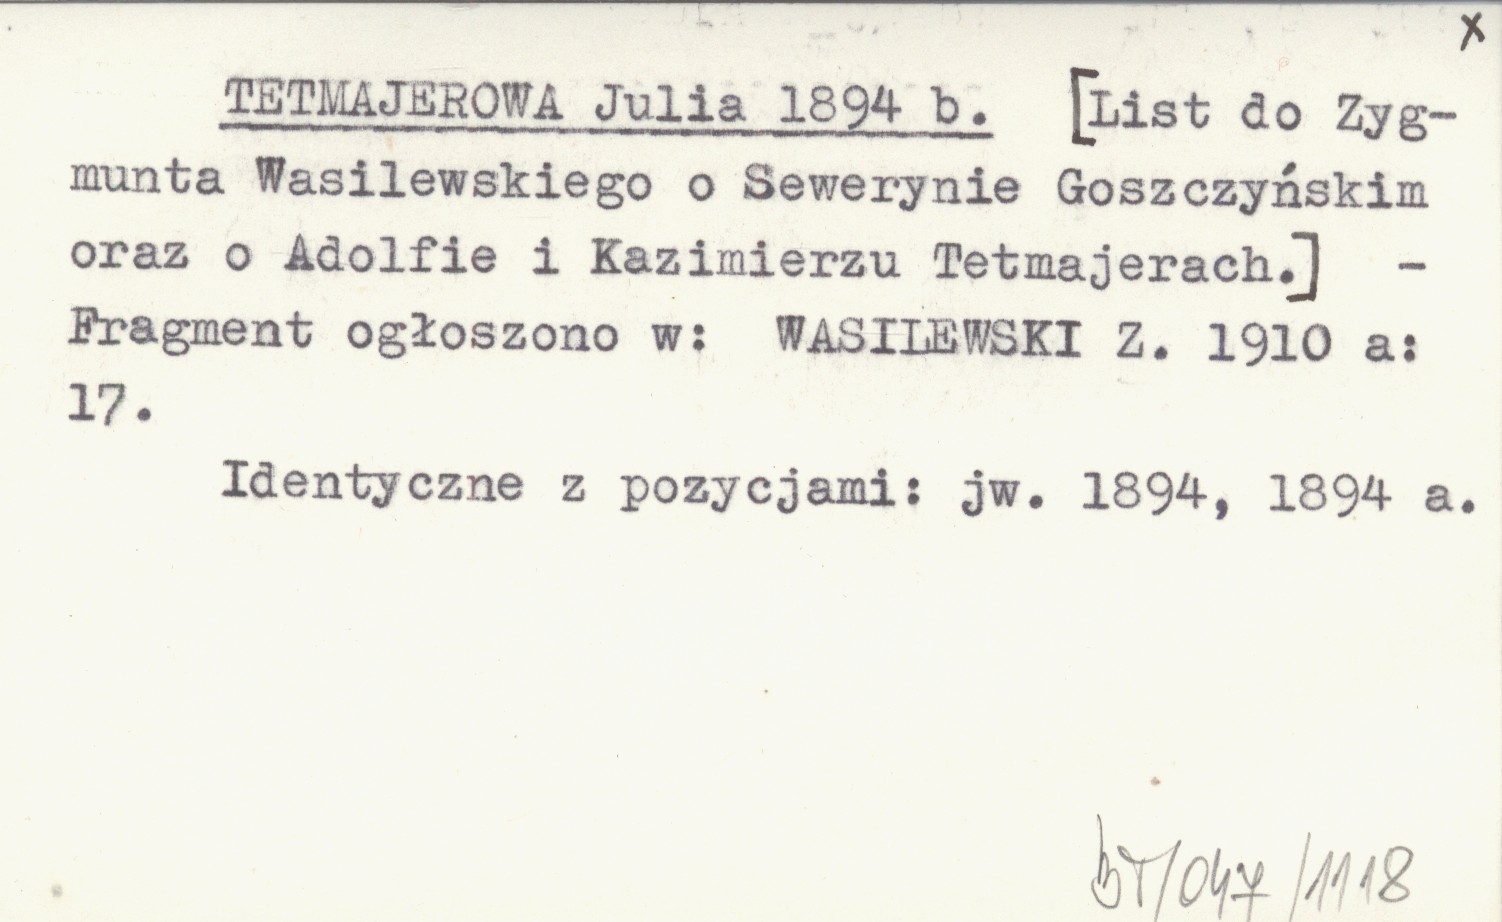 x
TETMAJEROWA Julia 1894 b. [List do Zyg-
munta Wasilewskiego o Sewerynie Goszczyńskim
oraz o Adolfie i Kazimierzu Tetmajerach.] -
Fragment ogłoszono w: WASILEWSKI Z. 1910 a:
17.
Identyczne z pozycjami: jw. 1894, 1894 a.
BT/047/1118